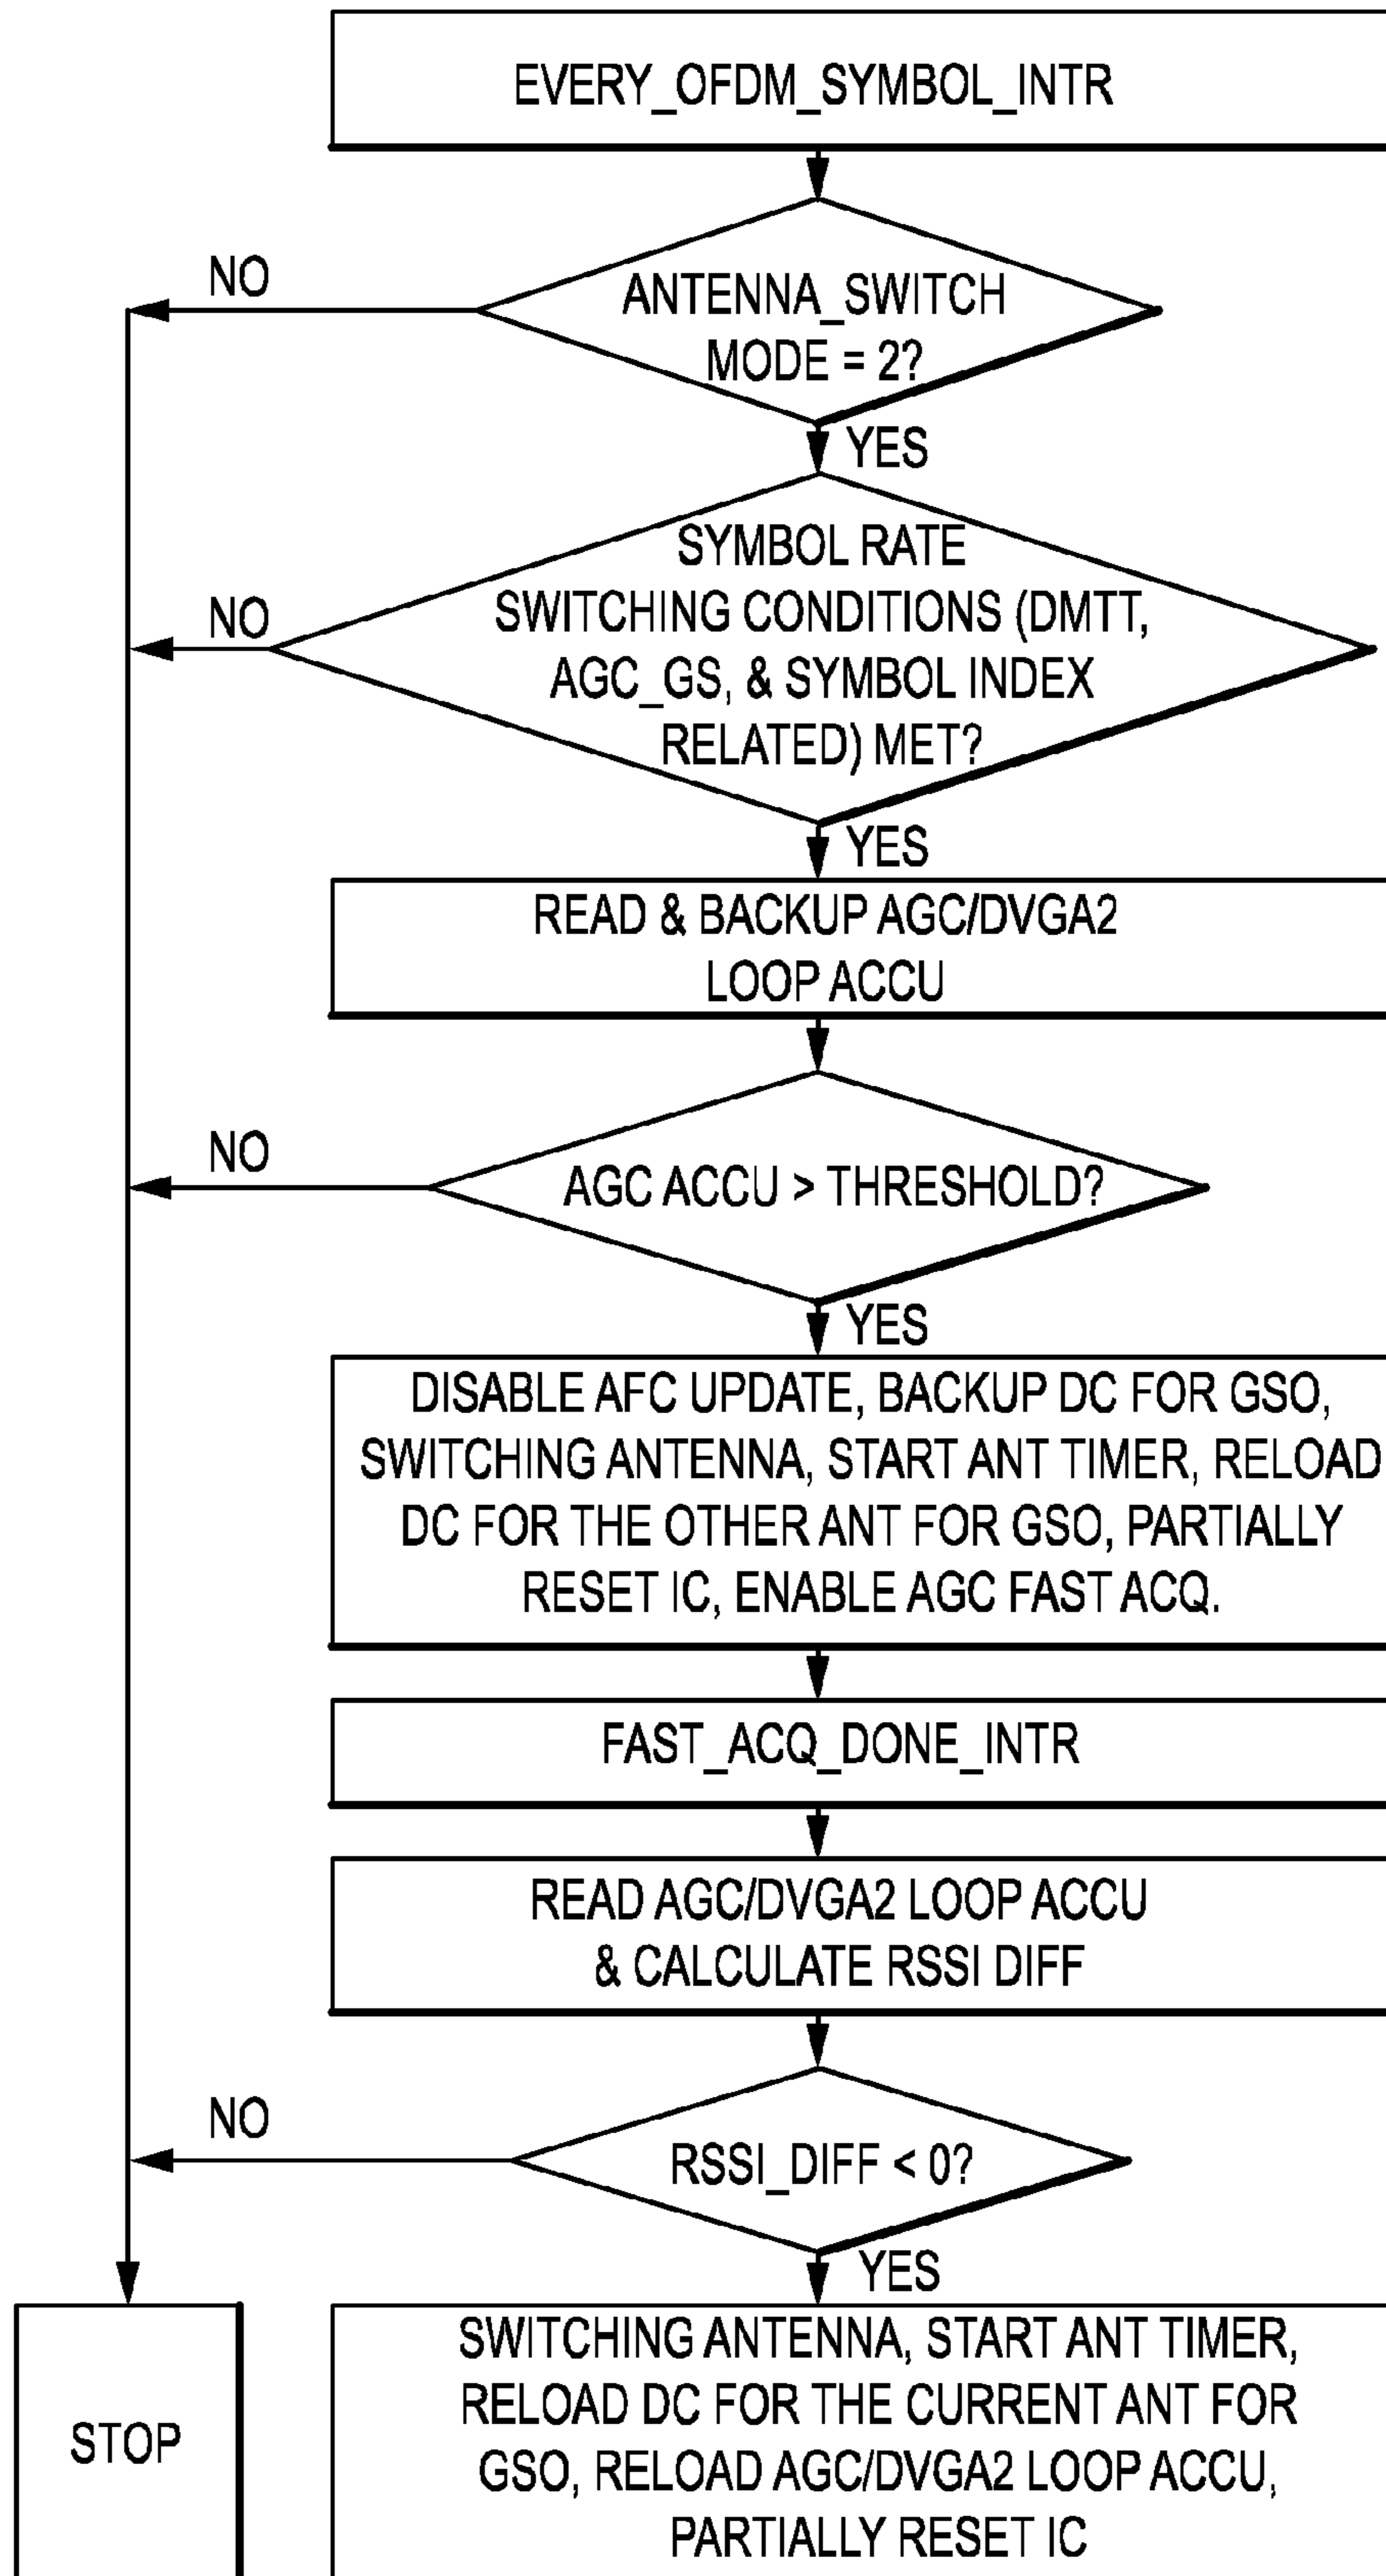 EVERY_OFDM_SYMBOL_INTR
NO
ANTENNA_SWITCH
MODE = 2?
YES
SYMBOL RATE
NO
SWITCHING CONDITIONS (DMTT,
AGC_GS, & SYMBOL INDEX
RELATED) MET?
YES
READ & BACKUP AGC/DVGA2
LOOP ACCU
NO
AGC ACCU > THRESHOLD?
YES
DISABLE AFC UPDATE, BACKUP DC FOR GSO,
SWITCHING ANTENNA, START ANT TIMER, RELOAD
DC FOR THE OTHER ANT FOR GSO, PARTIALLY
RESET IC, ENABLE AGC FAST ACQ.
FAST_ACQ_DONE_INTR
READ AGC/DVGA2 LOOP ACCU
& CALCULATE RSSI DIFF
NO
RSSI_DIFF < 0?
YES
STOP
SWITCHING ANTENNA, START ANT TIMER,
RELOAD DC FOR THE CURRENT ANT FOR
GSO, RELOAD AGC/DVGA2 LOOP ACCU,
PARTIALLY RESET IC